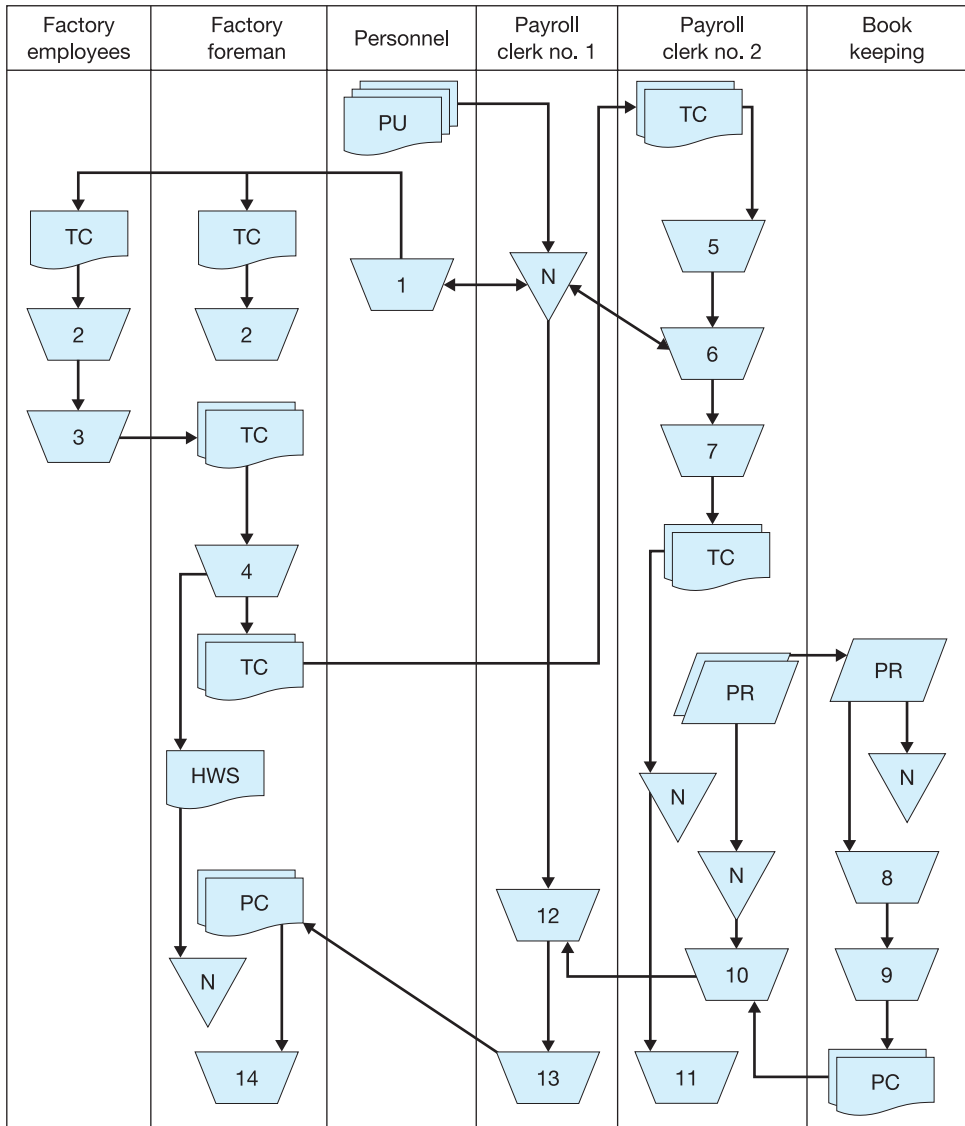 Factory
employees
Factory
foreman
Personnel
Payroll
clerk no. 1
Payroll
clerk no. 2
Book
keeping
PU
TC
TC
TC
5
1
N
2
2
6
3
TC
7
4
TC
TC
PR
PR
HWS
N
N
PC
N
8
12
N
10
9
14
13
11
PC